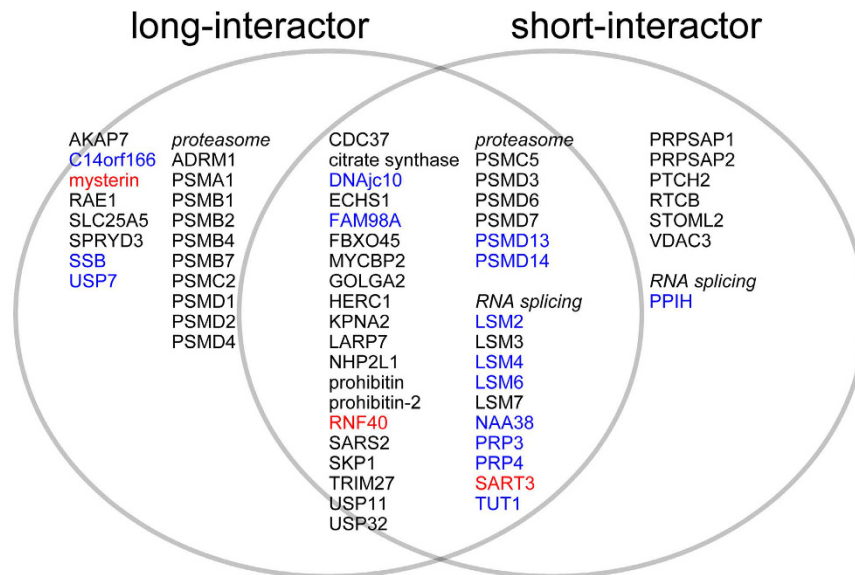 long-interactor
short-interactor
AKAP7
C14orf166
mysterin
RAE1
SLC25A5
SPRYD3
SSB
USP7
proteasome
ADRM1
PSMA1
PSMB1
PSMB2
PSMB4
PSMB7
PSMC2
PSMD1
PSMD2
PSMD4
CDC37
citrate synthase
DNAjc10
ECHS1
FAM98A
FBXO45
MYCBP2
GOLGA2
HERC1
KPNA2
LARP7
NHP2L1
prohibitin
prohibitin-2
RNF40
SARS2
SKP1
TRIM27
USP11
USP32
proteasome
PSMC5
PSMD3
PSMD6
PSMD7
PSMD13
PSMD14
RNA splicing
LSM2
LSM3
LSM4
LSM6
LSM7
NAA38
PRP3
PRP4
SART3
TUT1
PRPSAP1
PRPSAP2
PTCH2
RTCB
STOML2
VDAC3
RNA splicing
PPIH